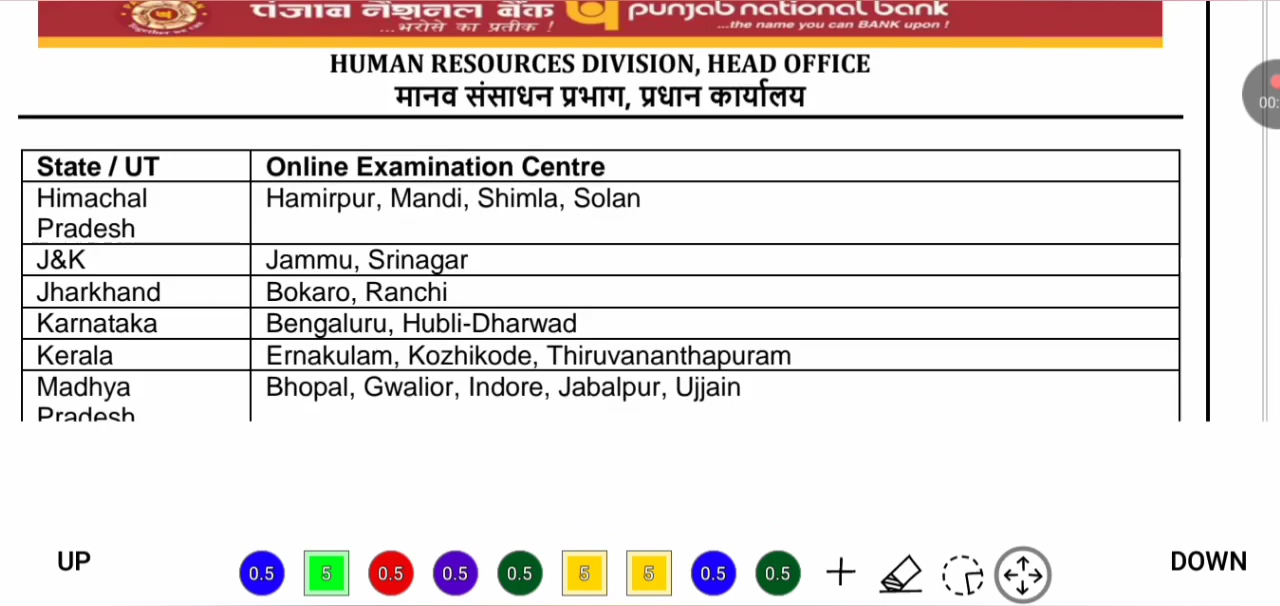 पंजाब नैशनल बैंक
...भरोसे का प्रतीक !
punjab national bank
...the name you can BANK upon !
HUMAN RESOURCES DIVISION, HEAD OFFICE
मानव संसाधन प्रभाग, प्रधान कार्यालय
00:
State / UT Online Examination Centre
Himachal Pradesh Hamirpur, Mandi, Shimla, Solan
J&K Jammu, Srinagar
Jharkhand Bokaro, Ranchi
Karnataka Bengaluru, Hubli-Dharwad
Kerala Ernakulam, Kozhikode, Thiruvananthapuram
Madhya Pradesh Bhopal, Gwalior, Indore, Jabalpur, Ujjain
UP 0.5 5 0.5 0.5 0.5 5 5 0.5 0.5 DOWN